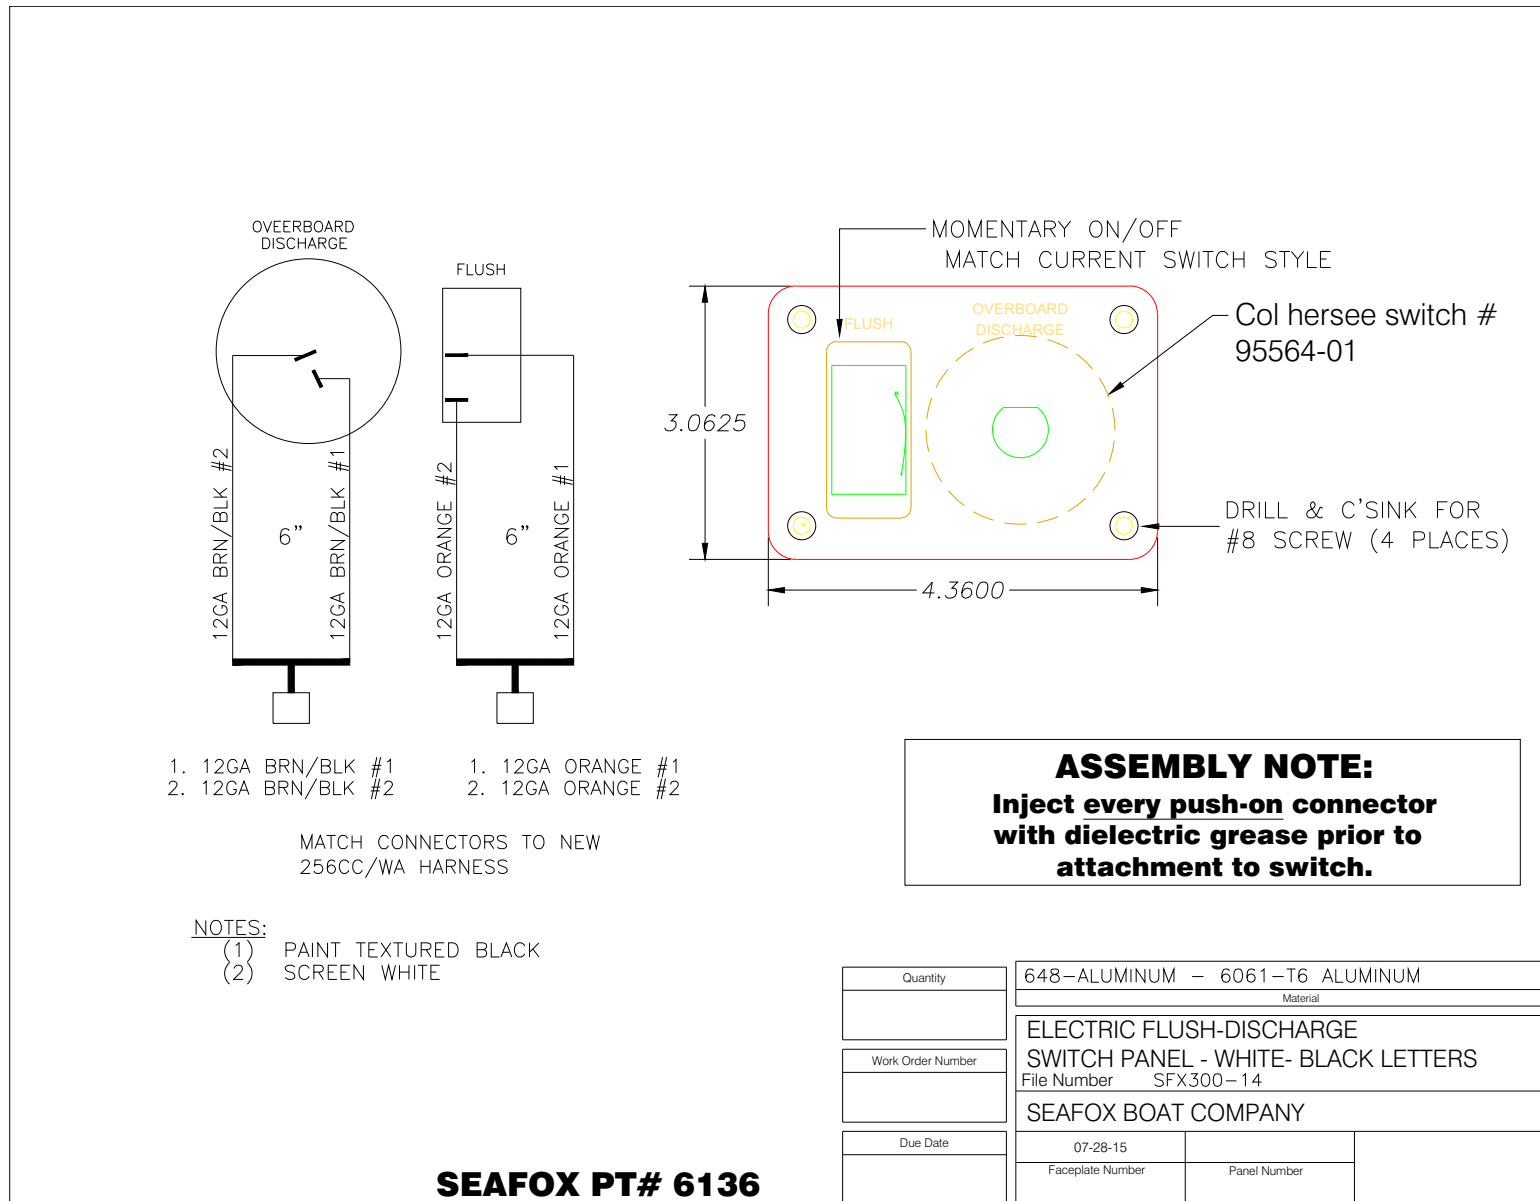 OVEERBOARD
DISCHARGE
FLUSH
12GA BRN/BLK #2
6"
12GA BRN/BLK #1
12GA ORANGE #2
6"
12GA ORANGE #1
1. 12GA BRN/BLK #1
2. 12GA BRN/BLK #2
1. 12GA ORANGE #1
2. 12GA ORANGE #2
MATCH CONNECTORS TO NEW
256CC/WA HARNESS
NOTES:
(1) PAINT TEXTURED BLACK
(2) SCREEN WHITE
MOMENTARY ON/OFF
MATCH CURRENT SWITCH STYLE
FLUSH
OVERBOARD
DISCHARGE
Col hersee switch #
95564-01
3.0625
4.3600
DRILL & C'SINK FOR
#8 SCREW (4 PLACES)
ASSEMBLY NOTE:
Inject every push-on connector
with dielectric grease prior to
attachment to switch.
Quantity
Work Order Number
Due Date
648-ALUMINUM - 6061-T6 ALUMINUM
Material
ELECTRIC FLUSH-DISCHARGE
SWITCH PANEL - WHITE- BLACK LETTERS
File Number SFX300-14
SEAFOX BOAT COMPANY
07-28-15
Faceplate Number
Panel Number
SEAFOX PT# 6136